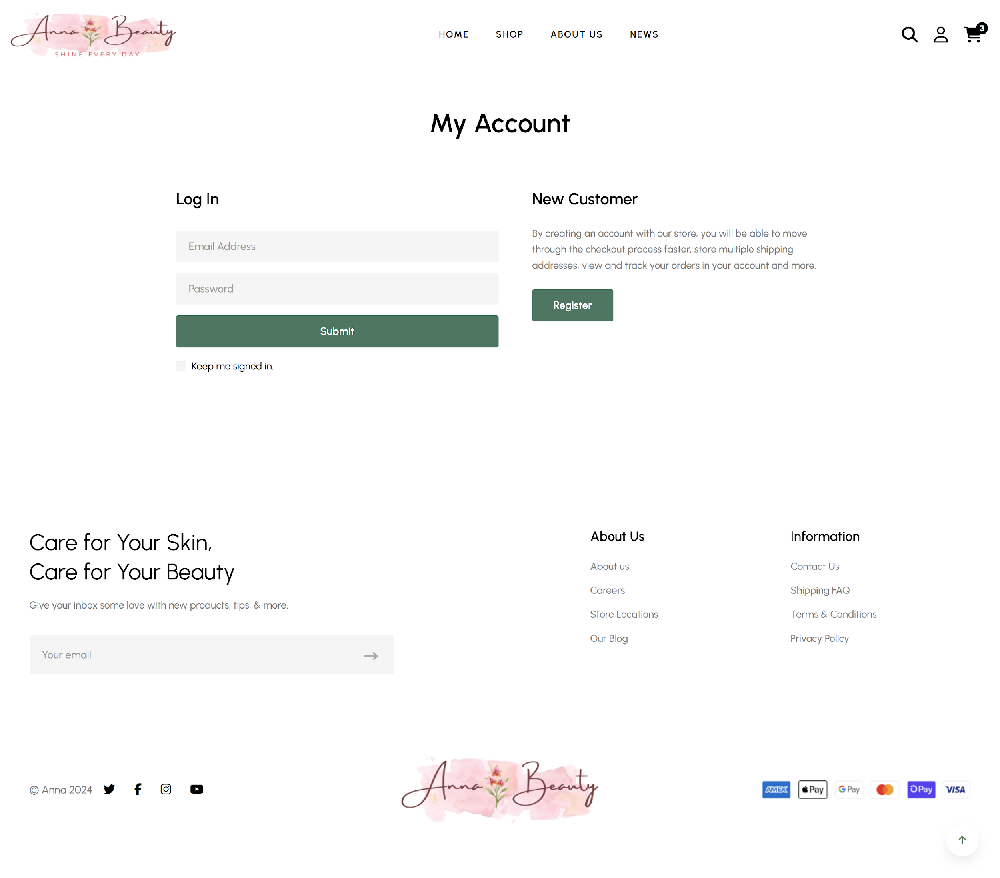 Anna Beauty
SHINE EVERY DAY
HOME SHOP ABOUT US NEWS
3
My Account
Log In
Email Address
Password
Submit
Keep me signed in.
New Customer
By creating an account with our store, you will be able to move
through the checkout process faster, store multiple shipping
addresses, view and track your orders in your account and more.
Register
Care for Your Skin,
Care for Your Beauty
Give your inbox some love with new products, tips, & more.
Your email
About Us
About us
Careers
Store Locations
Our Blog
Information
Contact Us
Shipping FAQ
Terms & Conditions
Privacy Policy
© Anna 2024
Anna Beauty
AMEX Pay G Pay Pay VISA